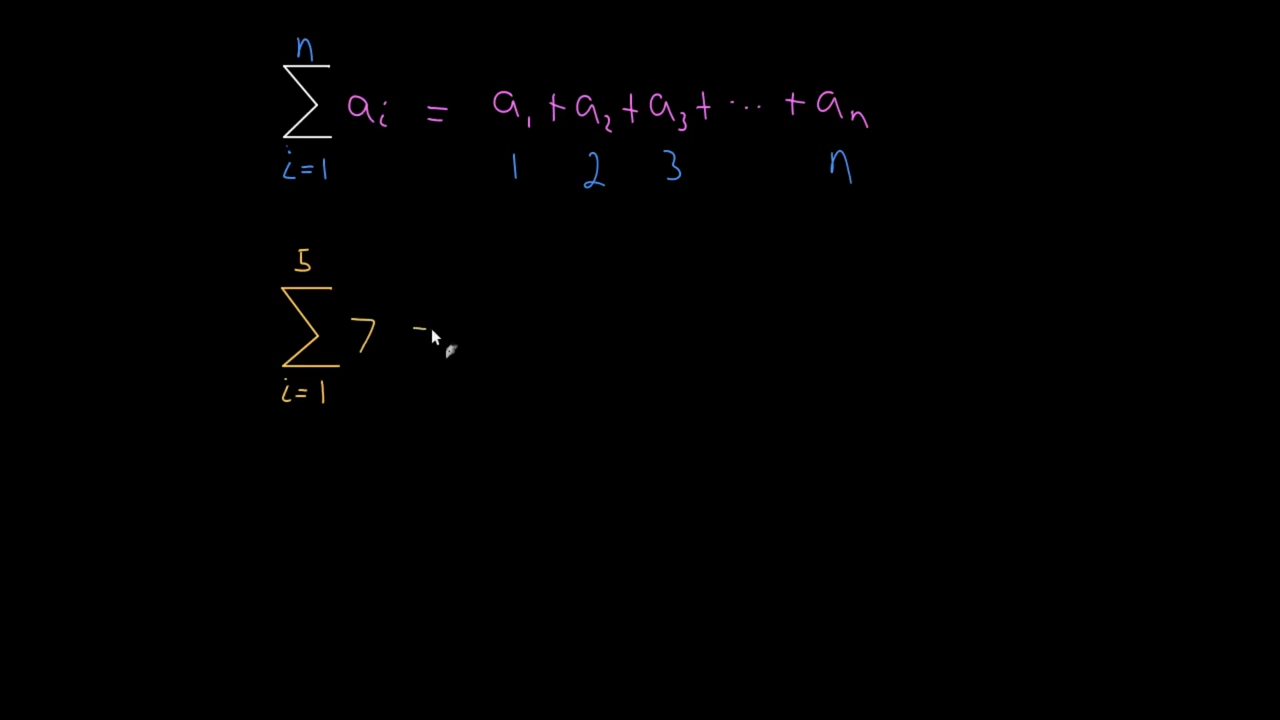 n
∑ aᵢ = a₁ + a₂ + a₃ + ⋯ + aₙ
i=1 1 2 3 n
5
∑ 7 -
i=1